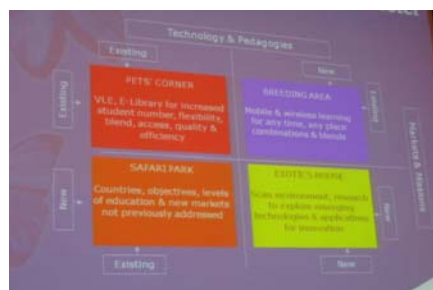 Technology & Pedagogies
Existing
New
PETS' CORNER
VLE, E-Library for increased
student number, flexibility,
blend, access, quality &
efficiency
BREEDING AREA
Mobile & wireless learning
for any time, any place
combinations & blends
Existing
Existing
Markets & Missions
SAFARI PARK
Countries, objectives, levels
of education & new markets
not previously addressed
EXOTICS HOUSE
Scan environment, research
to explore emerging
technologies & applications
for innovation
New
New
Existing
New